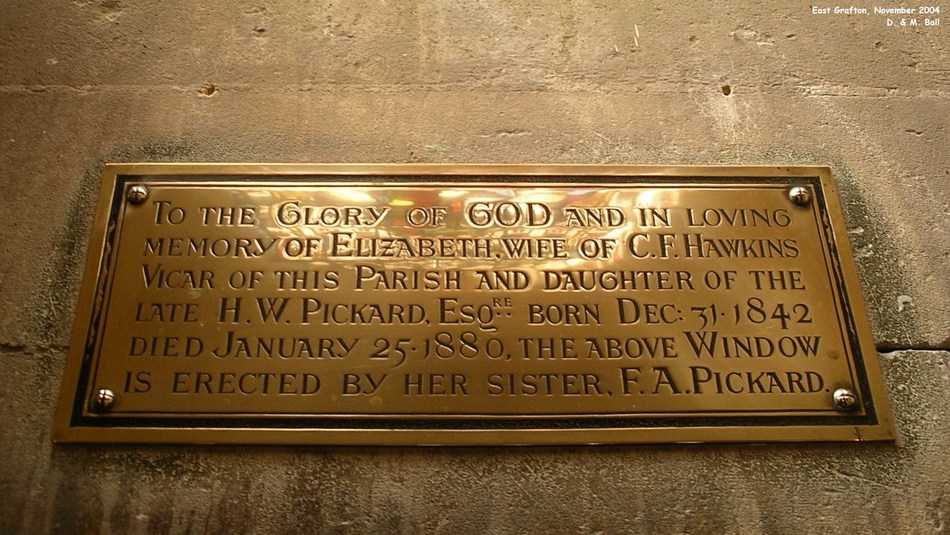 East Grafton, November 2004
D. & M. Ball
TO THE GLORY OF GOD AND IN LOVING
MEMORY OF ELIZABETH, WIFE OF C.F. HAWKINS
VICAR OF THIS PARISH AND DAUGHTER OF THE
LATE H.W. PICKARD, ESQRE BORN DEC: 31·1842
DIED JANUARY 25·1880, THE ABOVE WINDOW
IS ERECTED BY HER SISTER, F.A. PICKARD.